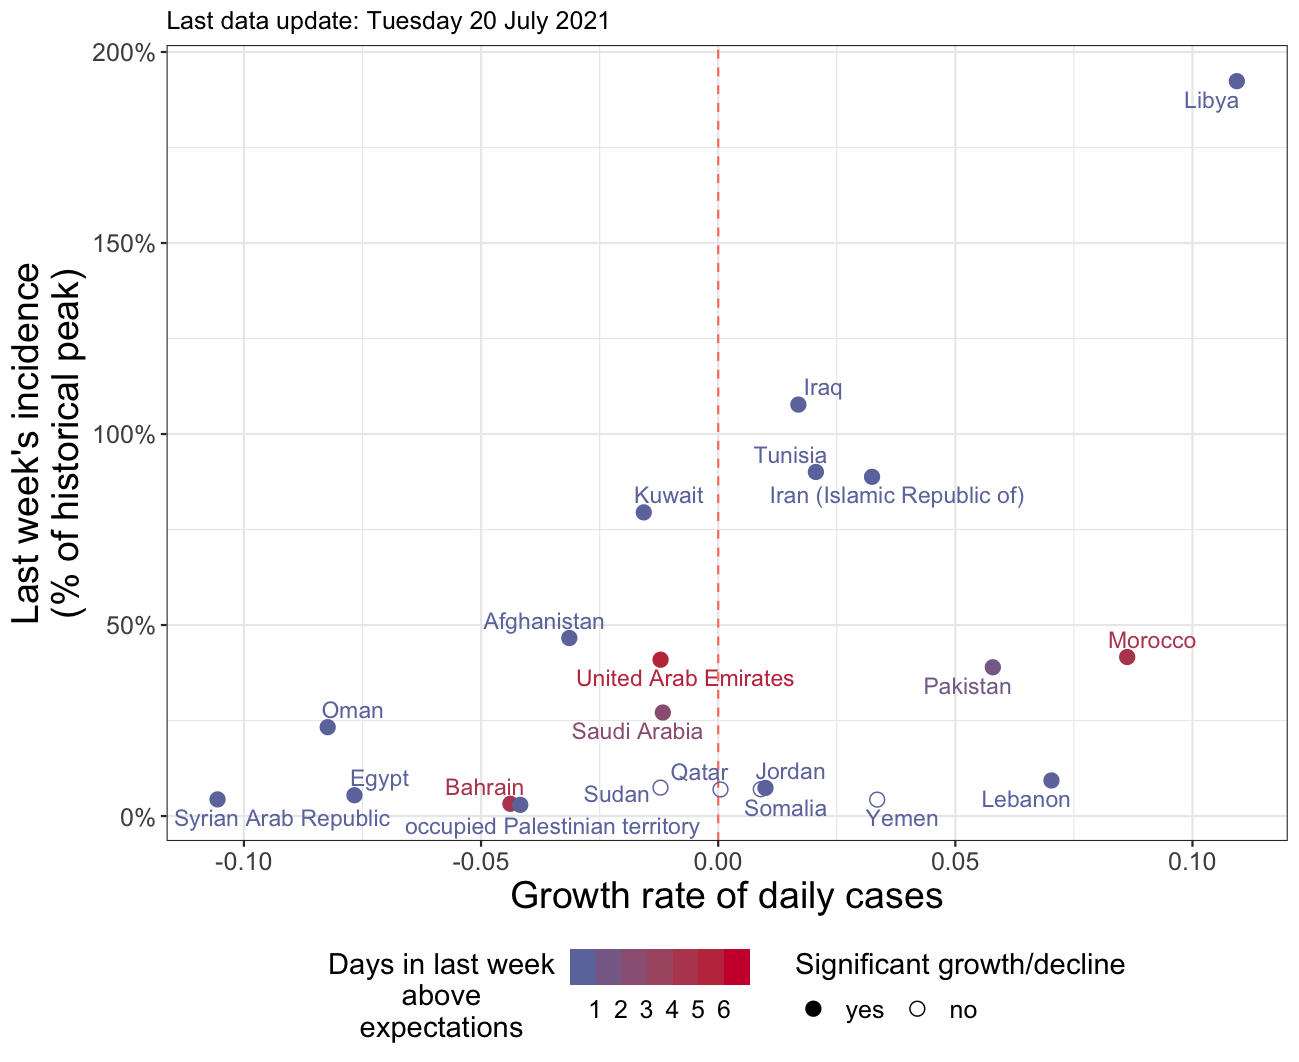 Last data update: Tuesday 20 July 2021
200%
150%
100%
50%
0%
Last week's incidence
(% of historical peak)
Libya
Iraq
Tunisia
Iran (Islamic Republic of)
Kuwait
Afghanistan
United Arab Emirates
Morocco
Pakistan
Saudi Arabia
Oman
Egypt
Syrian Arab Republic
Bahrain
occupied Palestinian territory
Sudan
Qatar
Jordan
Somalia
Yemen
Lebanon
-0.10 -0.05 0.00 0.05 0.10
Growth rate of daily cases
Days in last week
above
expectations
1 2 3 4 5 6
Significant growth/decline
yes no